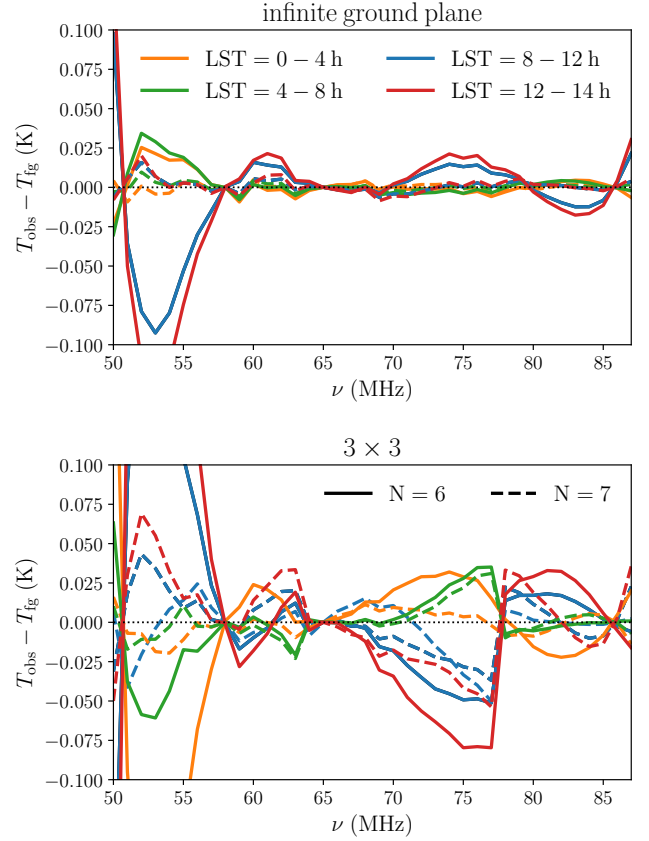 infinite ground plane
0.100
0.075
0.050
0.025
0.000
−0.025
−0.050
−0.075
−0.100
T_obs − T_fg (K)
LST = 0 − 4 h
LST = 4 − 8 h
LST = 8 − 12 h
LST = 12 − 14 h
50 55 60 65 70 75 80 85
ν (MHz)
3 × 3
0.100
0.075
0.050
0.025
0.000
−0.025
−0.050
−0.075
−0.100
T_obs − T_fg (K)
N = 6 N = 7
50 55 60 65 70 75 80 85
ν (MHz)